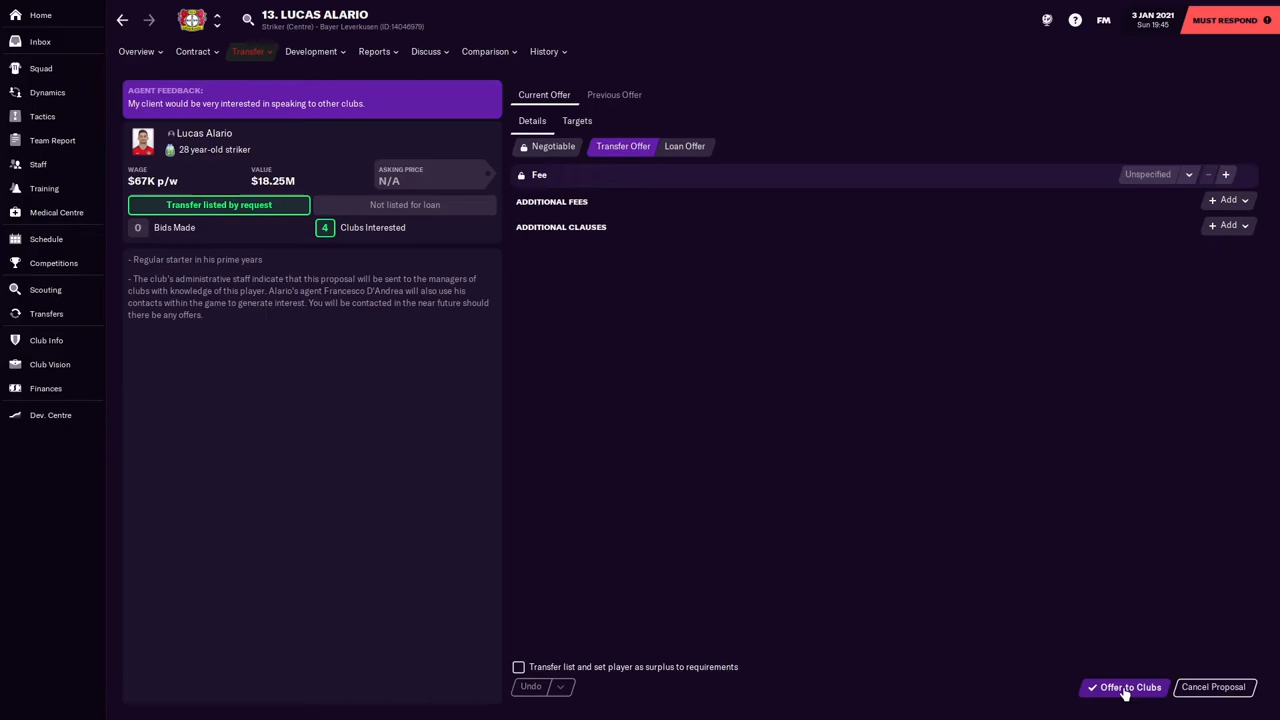 13. LUCAS ALARIO
Striker (Centre) - Bayer Leverkusen (ID:14046979)
FM
3 JAN 2021
Sun 19:45
MUST RESPOND
Home
Inbox
Squad
Dynamics
Tactics
Team Report
Staff
Training
Medical Centre
Schedule
Competitions
Scouting
Transfers
Club Info
Club Vision
Finances
Dev. Centre
Overview
Contract
Transfer
Development
Reports
Discuss
Comparison
History
AGENT FEEDBACK:
My client would be very interested in speaking to other clubs.
Lucas Alario
28 year-old striker
WAGE
$67K p/w
VALUE
$18.25M
ASKING PRICE
N/A
Transfer listed by request
Not listed for loan
0 Bids Made
4 Clubs Interested
- Regular starter in his prime years
- The club's administrative staff indicate that this proposal will be sent to the managers of
clubs with knowledge of this player. Alario's agent Francesco D'Andrea will also use his
contacts within the game to generate interest. You will be contacted in the near future should
there be any offers.
Current Offer
Previous Offer
Details
Targets
Negotiable
Transfer Offer
Loan Offer
Fee
Unspecified
ADDITIONAL FEES
+ Add
ADDITIONAL CLAUSES
+ Add
Transfer list and set player as surplus to requirements
Undo
Offer to Clubs
Cancel Proposal